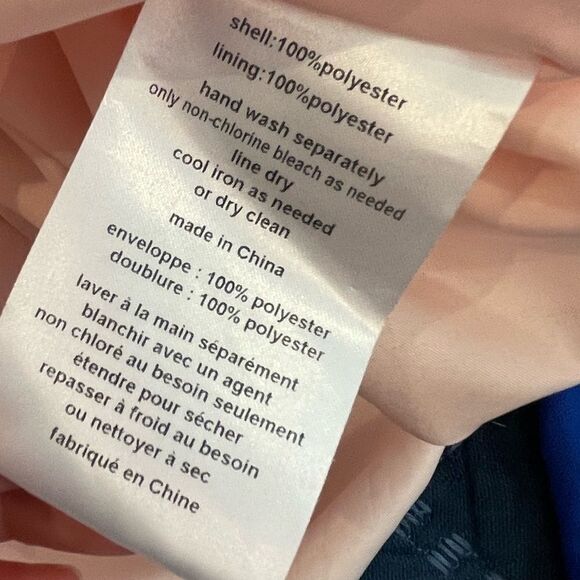 shell:100%polyester
lining:100%polyester
hand wash separately
only non-chlorine bleach as needed
line dry
cool iron as needed
or dry clean
made in China
enveloppe : 100% polyester
doublure : 100% polyester
laver à la main séparément
blanchir avec un agent
non chloré au besoin seulement
étendre pour sécher
repasser à froid au besoin
ou nettoyer à sec
fabriqué en Chine